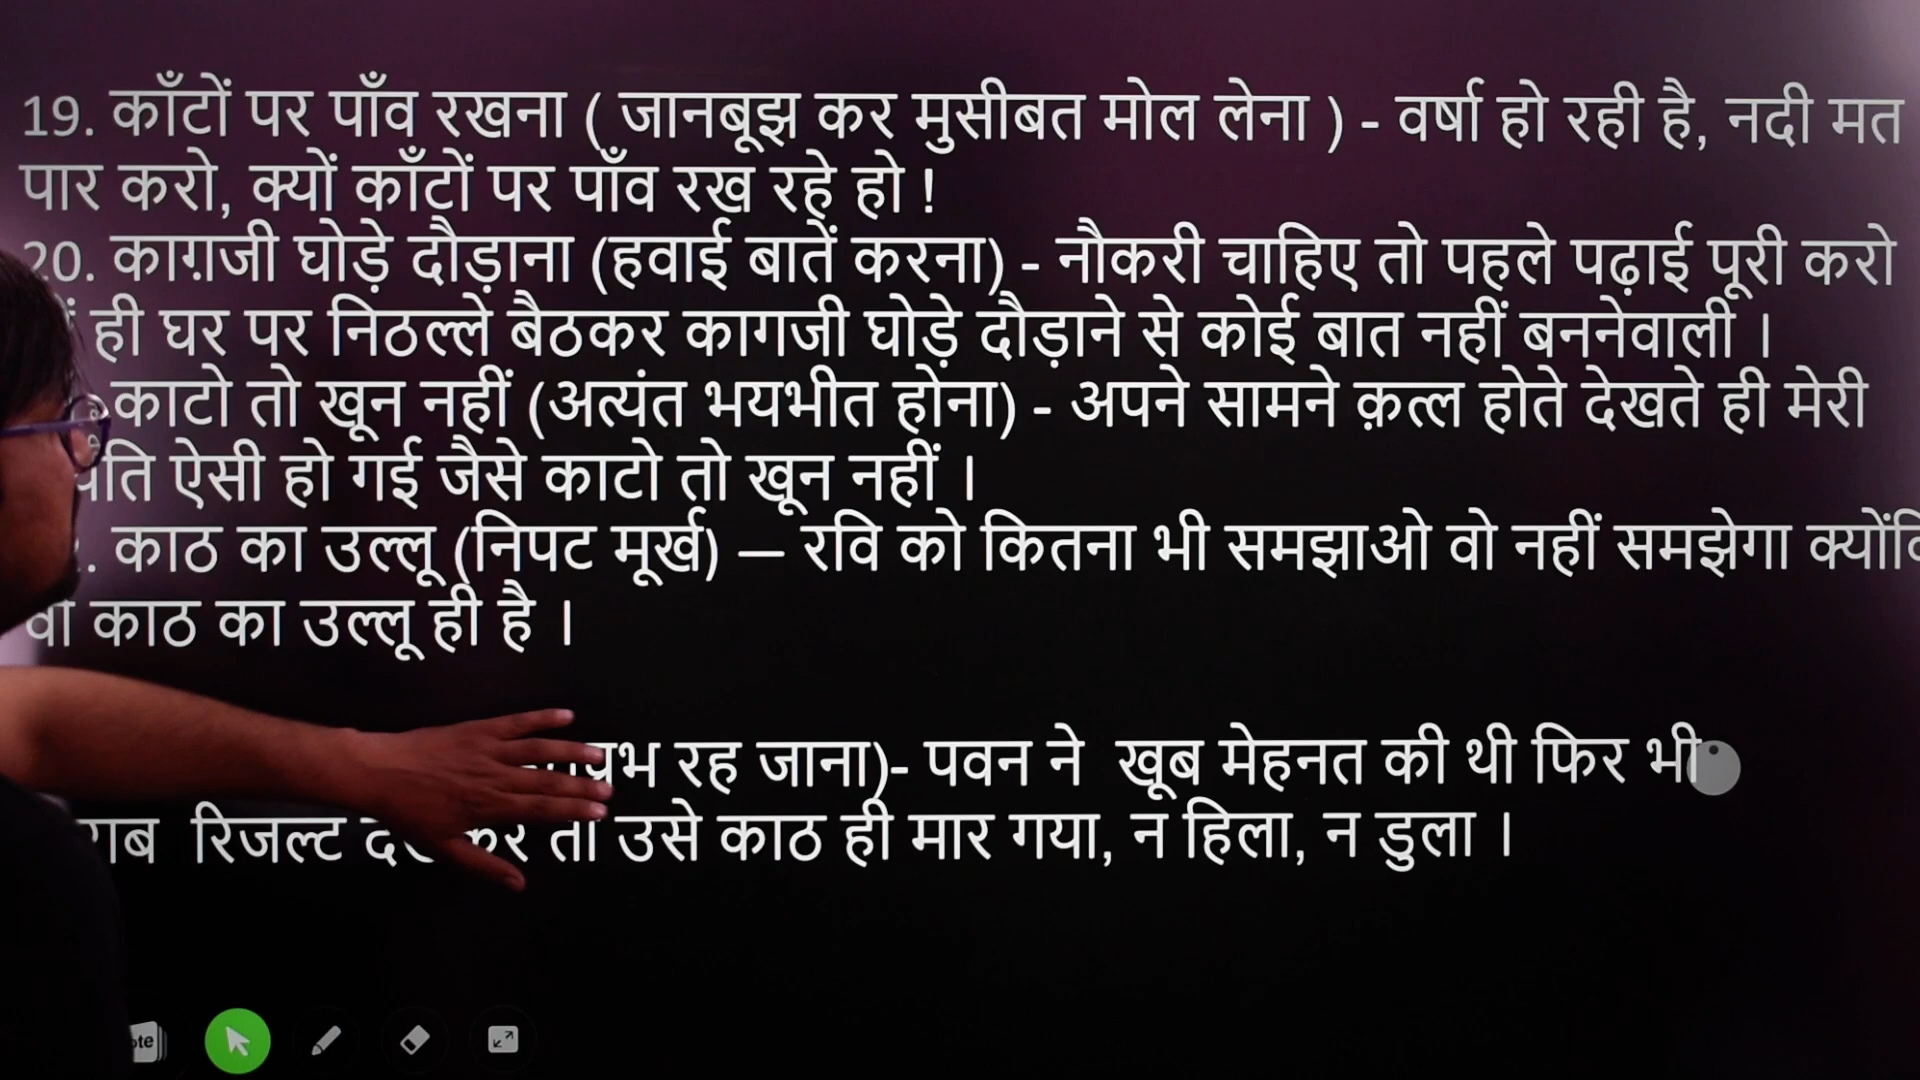 19. काँटों पर पाँव रखना ( जानबूझ कर मुसीबत मोल लेना ) - वर्षा हो रही है, नदी मत
पार करो, क्यों काँटों पर पाँव रख रहे हो !
20. काग़जी घोड़े दौड़ाना (हवाई बातें करना) - नौकरी चाहिए तो पहले पढ़ाई पूरी करो
ही घर पर निठल्ले बैठकर कागजी घोड़े दौड़ाने से कोई बात नहीं बननेवाली ।
काटो तो खून नहीं (अत्यंत भयभीत होना) - अपने सामने क़त्ल होते देखते ही मेरी
ऐसी हो गई जैसे काटो तो खून नहीं ।
काठ का उल्लू (निपट मूर्ख) – रवि को कितना भी समझाओ वो नहीं समझेगा
वो काठ का उल्लू ही है ।
रह जाना)- पवन ने खूब मेहनत की थी फिर भी
रिजल्ट तो उसे काठ ही मार गया, न हिला, न डुला ।